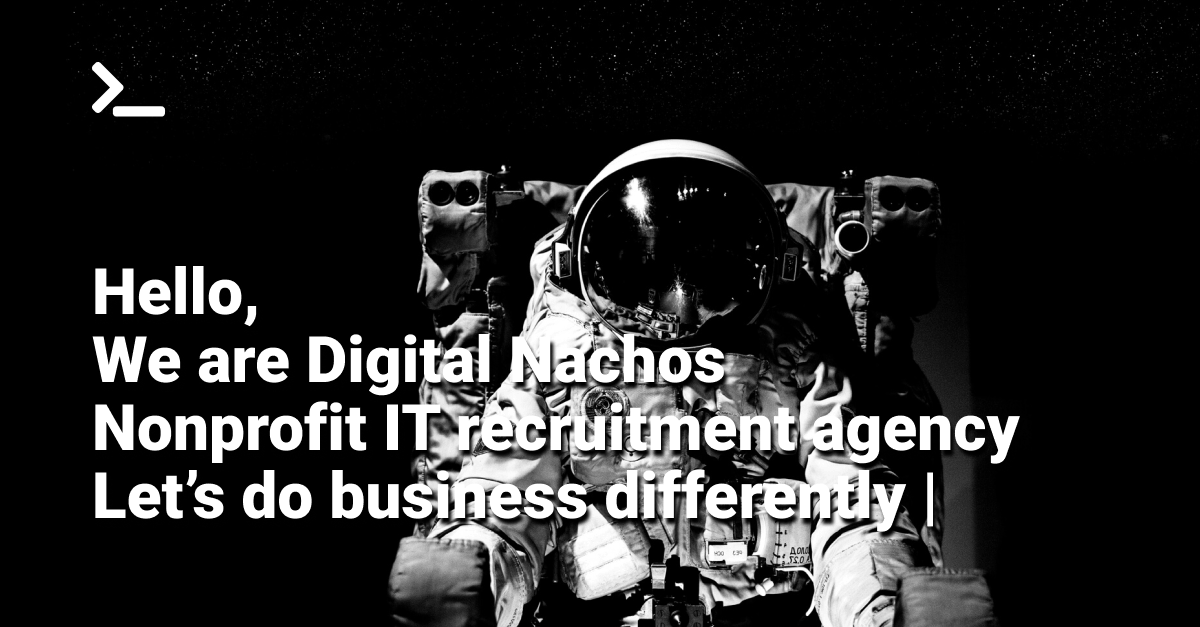 Hello,
We are Digital Nachos
Nonprofit IT recruitment agency
Let’s do business differently |